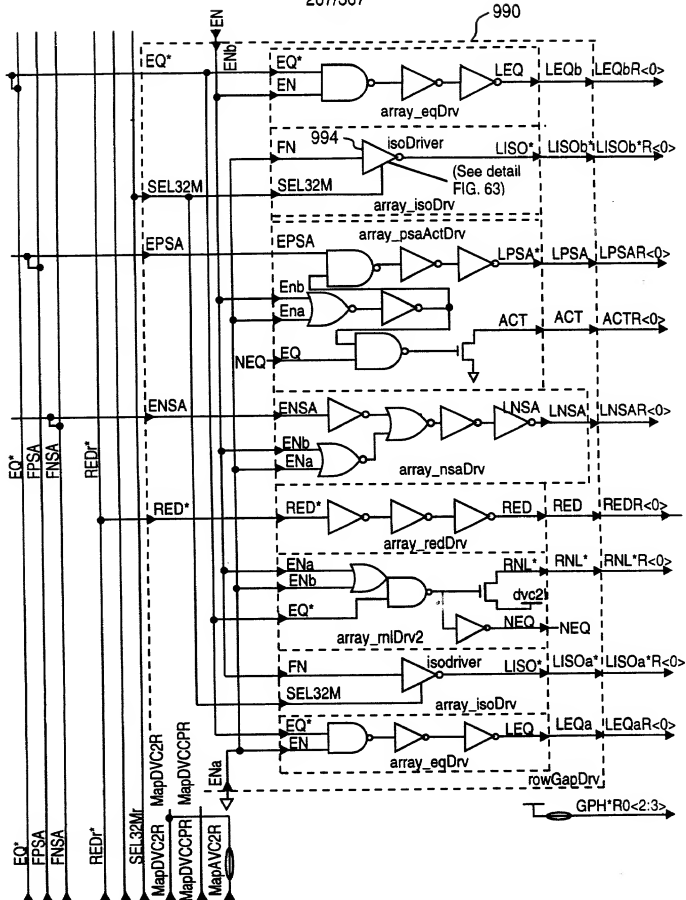 207/367
EN
990
ENb
EQ*
EQ*
EN
LEQ
LEQb
LEQbR<0>
array_eqDrv
994
isoDriver
FN
LISO*
LISOb*
LISOb*R<0>
(See detail
FIG. 63)
SEL32M
SEL32M
array_isoDrv
array_psaActDrv
EPSA
EPSA
LPSA*
LPSA
LPSAR<0>
Enb
Ena
ACT
ACT
ACTR<0>
NEQ
EQ
ENSA
ENSA
LNSA
LNSA
LNSAR<0>
ENb
ENa
array_nsaDrv
EQ*
FPSA
FNSA
REDr*
RED*
RED*
RED
RED
REDR<0>
array_redDrv
ENa
ENb
RNL*
RNL*
RNL*R<0>
dvc2l
EQ*
NEQ
NEQ
array_rnlDrv2
isodriver
FN
LISO*
LISOa*
LISOa*R<0>
SEL32M
array_isoDrv
EQ*
EN
LEQ
LEQa
LEQaR<0>
array_eqDrv
rowGapDrv
MapDVC2R
MapDVCCPR
ENa
GPH*R0<2:3>
EQ*
FPSA
FNSA
REDr*
SEL32Mr
MapDVC2R
MapDVCCPR
MapAVC2R